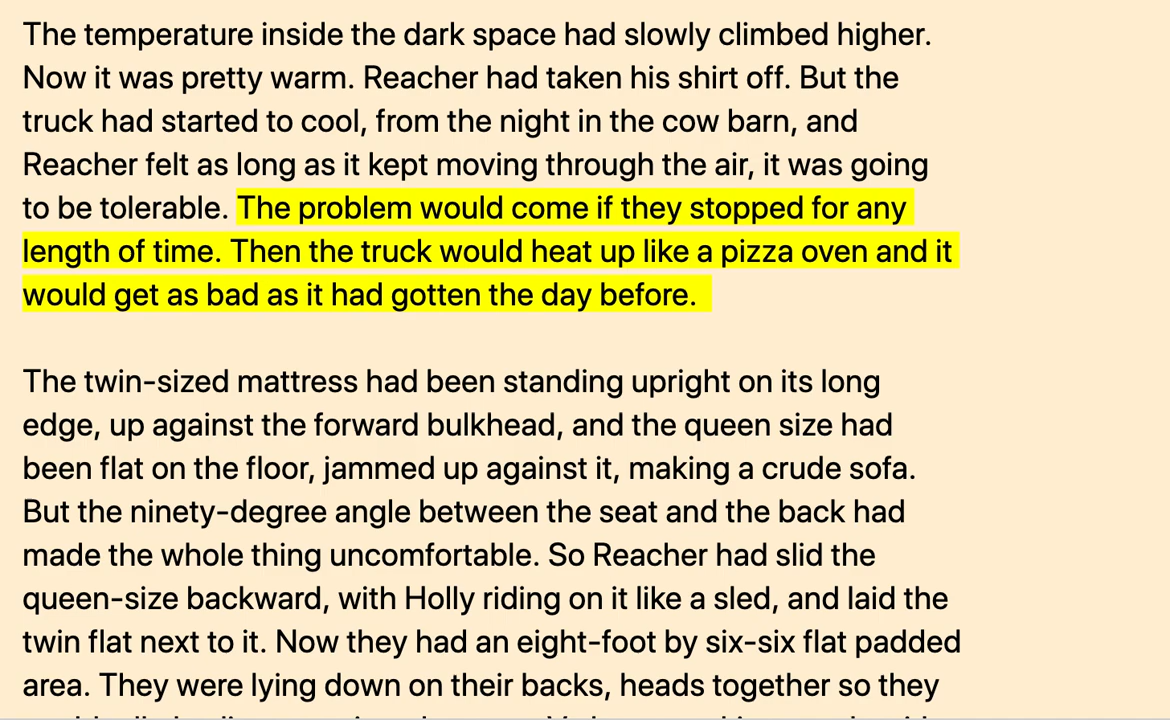 The temperature inside the dark space had slowly climbed higher.
Now it was pretty warm. Reacher had taken his shirt off. But the
truck had started to cool, from the night in the cow barn, and
Reacher felt as long as it kept moving through the air, it was going
to be tolerable. The problem would come if they stopped for any
length of time. Then the truck would heat up like a pizza oven and it
would get as bad as it had gotten the day before.
The twin-sized mattress had been standing upright on its long
edge, up against the forward bulkhead, and the queen size had
been flat on the floor, jammed up against it, making a crude sofa.
But the ninety-degree angle between the seat and the back had
made the whole thing uncomfortable. So Reacher had slid the
queen-size backward, with Holly riding on it like a sled, and laid the
twin flat next to it. Now they had an eight-foot by six-six flat padded
area. They were lying down on their backs, heads together so they